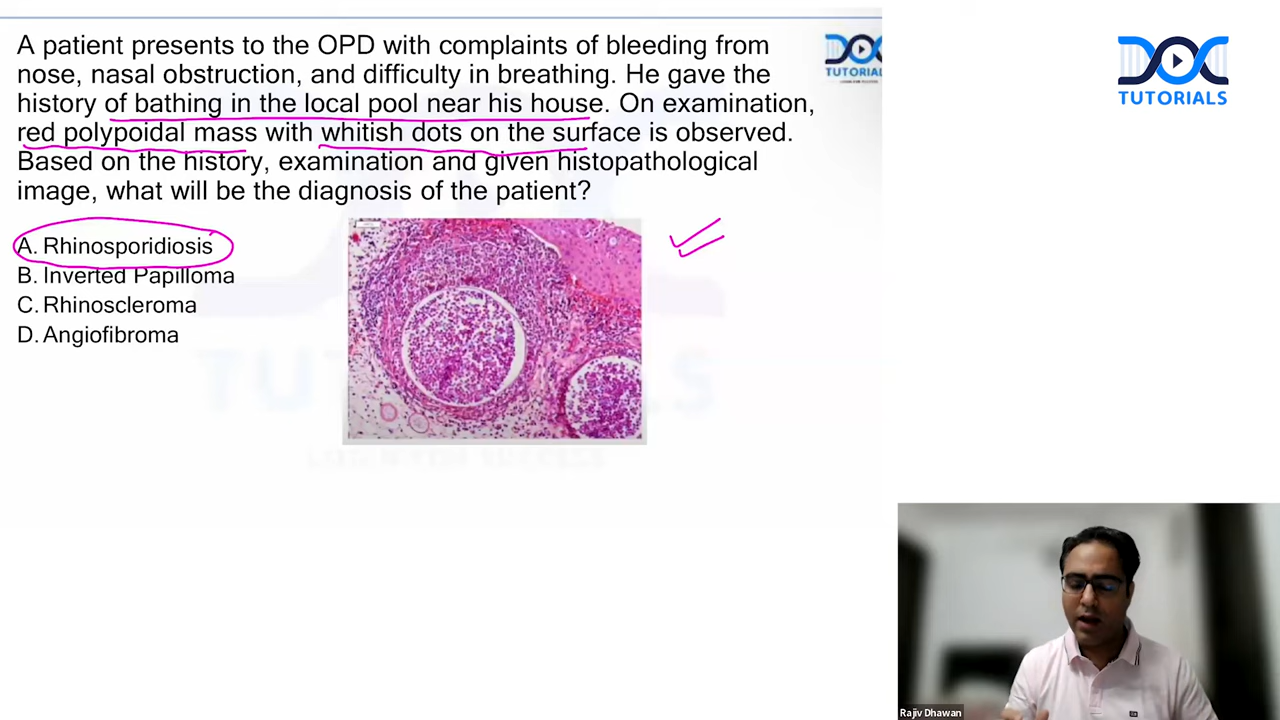 A patient presents to the OPD with complaints of bleeding from
nose, nasal obstruction, and difficulty in breathing. He gave the
history of bathing in the local pool near his house. On examination,
red polypoidal mass with whitish dots on the surface is observed.
Based on the history, examination and given histopathological
image, what will be the diagnosis of the patient?
A. Rhinosporidiosis
B. Inverted Papilloma
C. Rhinoscleroma
D. Angiofibroma
TUTORIALS
TUTORIALS
TUTORIALS
Rajiv Dhawan